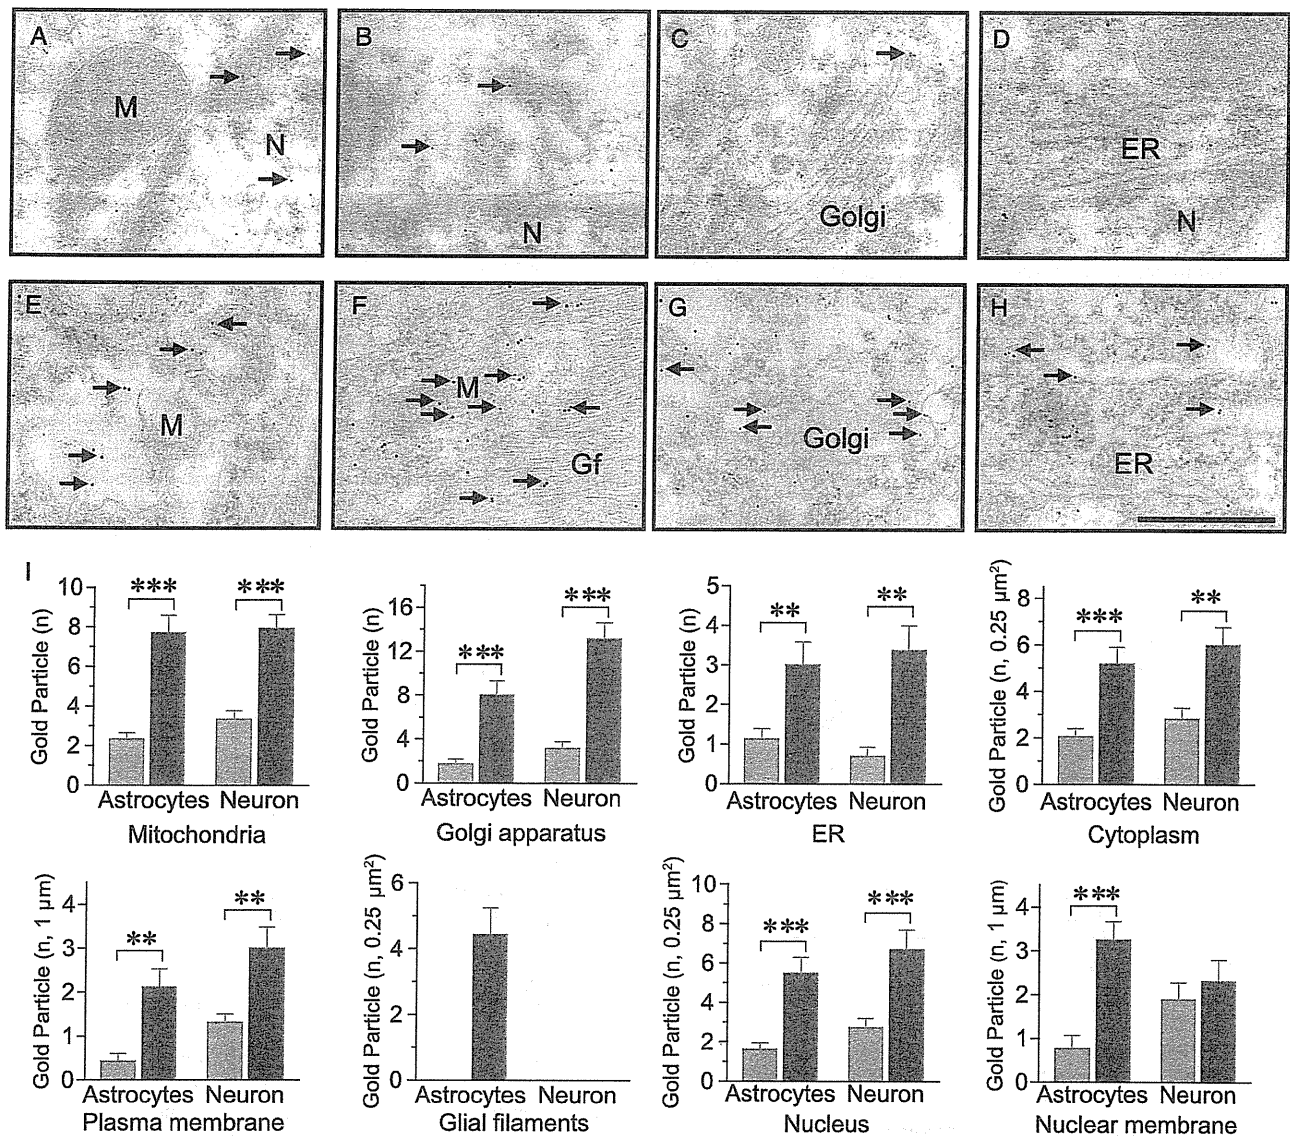 A
M
N
B
N
C
Golgi
D
ER
N
E
M
F
M
Gf
G
Golgi
H
ER
I
Gold Particle (n)
10
8
6
4
2
0
***
***
Astrocytes Neuron
Mitochondria
Gold Particle (n)
16
12
8
4
0
***
***
Astrocytes Neuron
Golgi apparatus
Gold Particle (n)
5
4
3
2
1
0
**
**
Astrocytes Neuron
ER
Gold Particle (n, 0.25 µm²)
8
6
4
2
0
***
**
Astrocytes Neuron
Cytoplasm
Gold Particle (n, 1 µm)
4
3
2
1
0
**
**
Astrocytes Neuron
Plasma membrane
Gold Particle (n, 0.25 µm²)
6
4
2
0
Astrocytes Neuron
Glial filaments
Gold Particle (n, 0.25 µm²)
10
8
6
4
2
0
***
***
Astrocytes Neuron
Nucleus
Gold Particle (n, 1 µm)
4
3
2
1
0
***
Astrocytes Neuron
Nuclear membrane